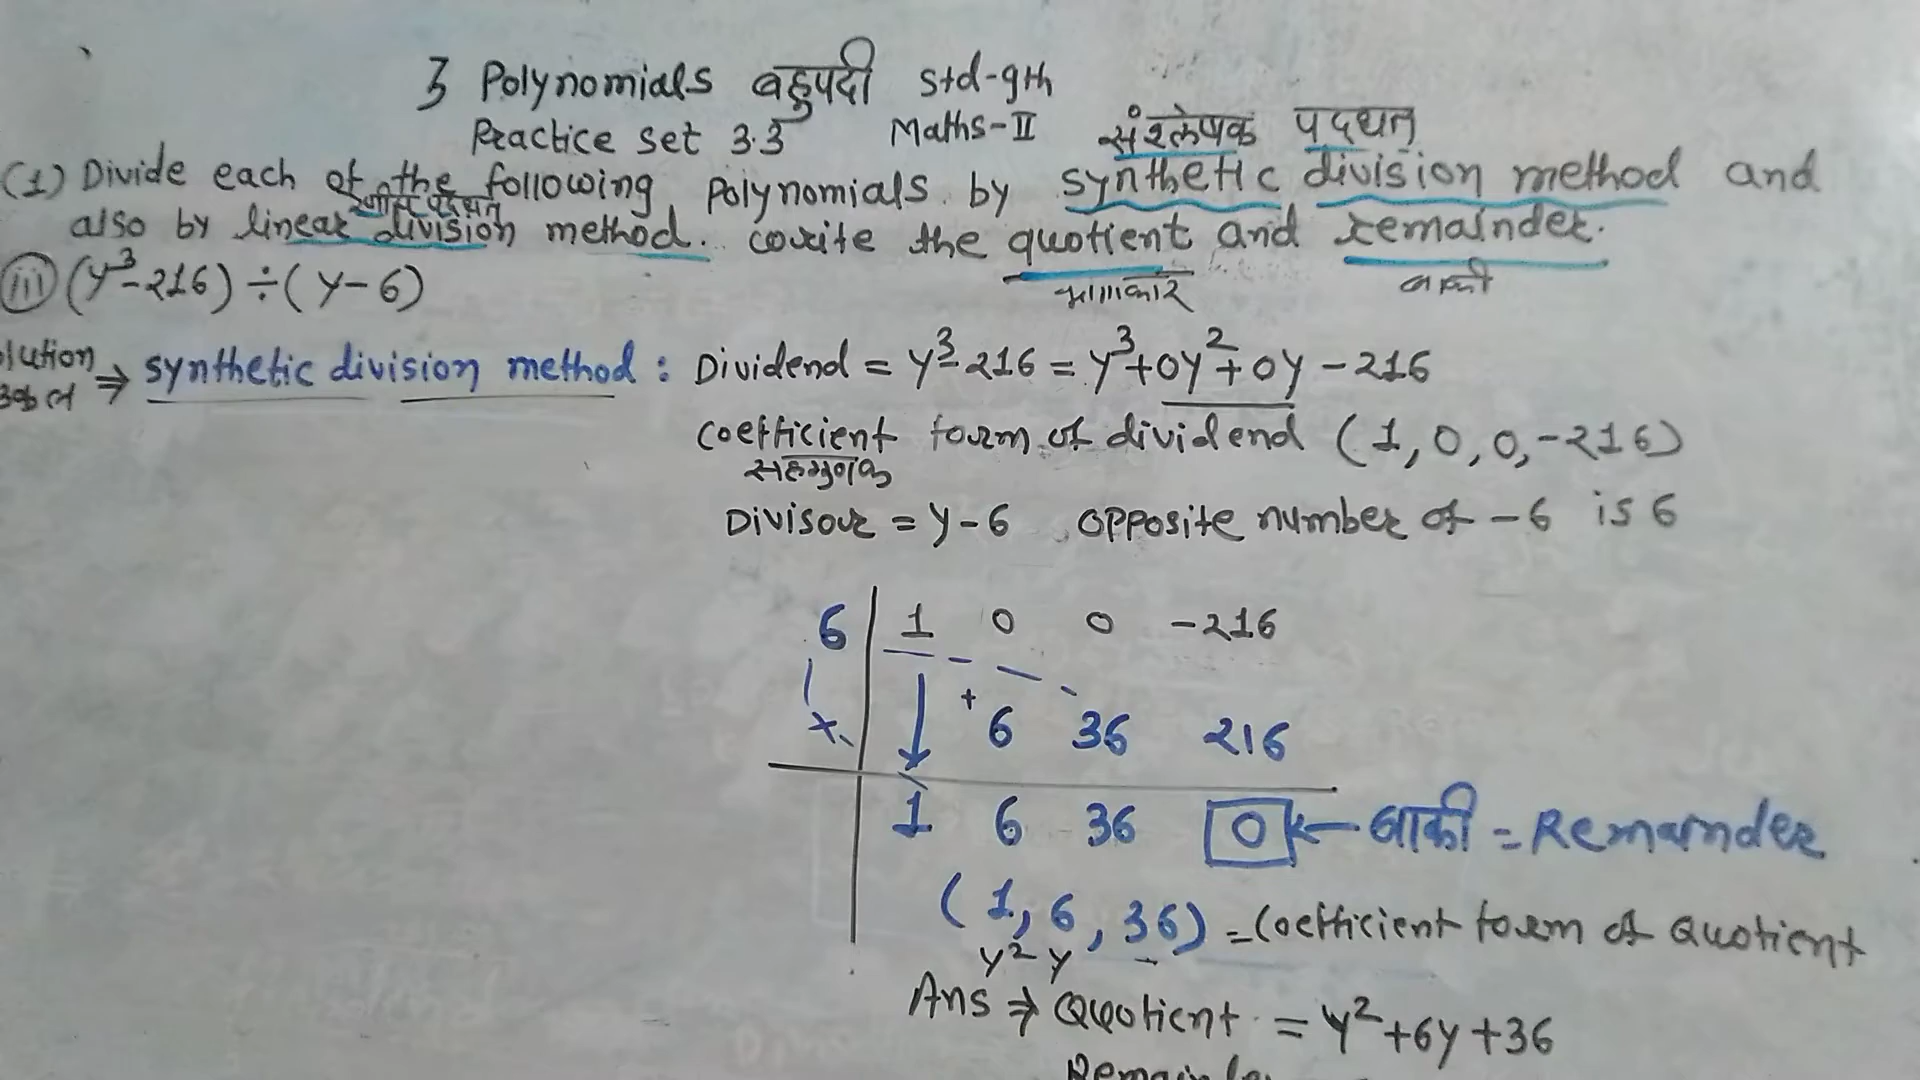 3 Polynomials बहुपदी std-9th
Practice set 3.3 Maths-II संश्लेषक पद्धत
(1) Divide each of the following polynomials by synthetic division method and
रेषीय पद्धत
also by linear division method. write the quotient and remainder.
भागाकार बाकी
(iii) (y³-216) ÷ (y-6)
lution ⇒ synthetic division method : Dividend = y³-216 = y³+0y²+0y-216
coefficient form of dividend (1, 0, 0, -216)
सहगुणक
Divisor = y-6 opposite number of -6 is 6
6 1 0 0 -216
x + 6 36 216
1 6 36 0 ← बाकी = Remainder
(1, 6, 36) = Coefficient form of Quotient
y² y
Ans ⇒ Quotient = y²+6y+36